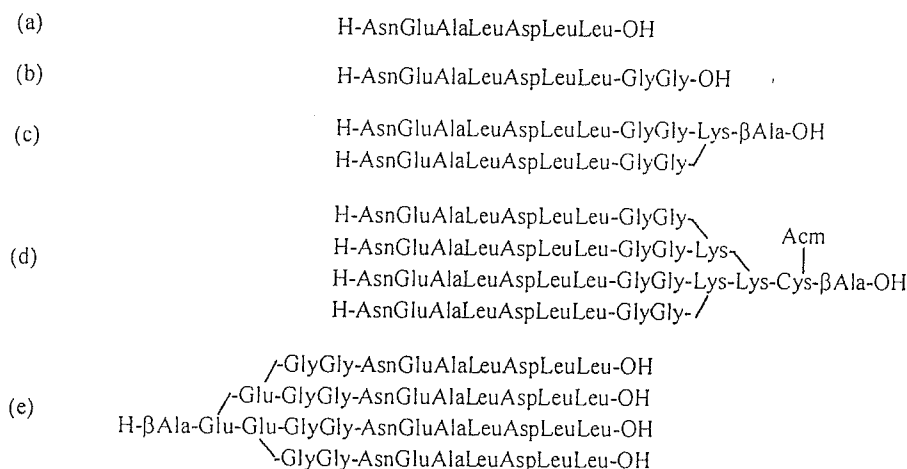 (a) H-AsnGluAlaLeuAspLeuLeu-OH
(b) H-AsnGluAlaLeuAspLeuLeu-GlyGly-OH
(c) H-AsnGluAlaLeuAspLeuLeu-GlyGly-Lys-βAla-OH
H-AsnGluAlaLeuAspLeuLeu-GlyGly-
(d)
H-AsnGluAlaLeuAspLeuLeu-GlyGly-
Acm
H-AsnGluAlaLeuAspLeuLeu-GlyGly-Lys-
H-AsnGluAlaLeuAspLeuLeu-GlyGly-Lys-Lys-Cys-βAla-OH
H-AsnGluAlaLeuAspLeuLeu-GlyGly-
(e)
-GlyGly-AsnGluAlaLeuAspLeuLeu-OH
-Glu-GlyGly-AsnGluAlaLeuAspLeuLeu-OH
H-βAla-Glu-Glu-GlyGly-AsnGluAlaLeuAspLeuLeu-OH
-GlyGly-AsnGluAlaLeuAspLeuLeu-OH